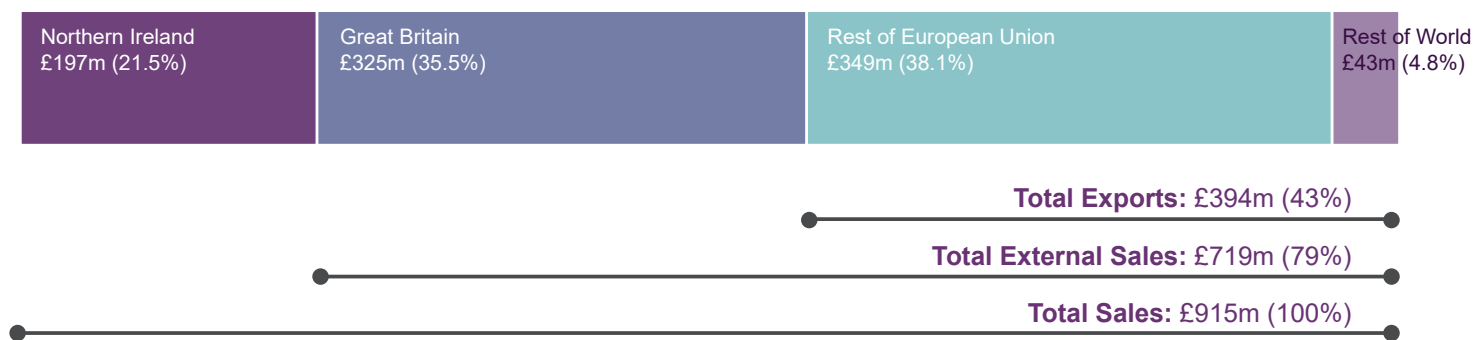 Northern Ireland
£197m (21.5%)
Great Britain
£325m (35.5%)
Rest of European Union
£349m (38.1%)
Rest of World
£43m (4.8%)
Total Exports: £394m (43%)
Total External Sales: £719m (79%)
Total Sales: £915m (100%)